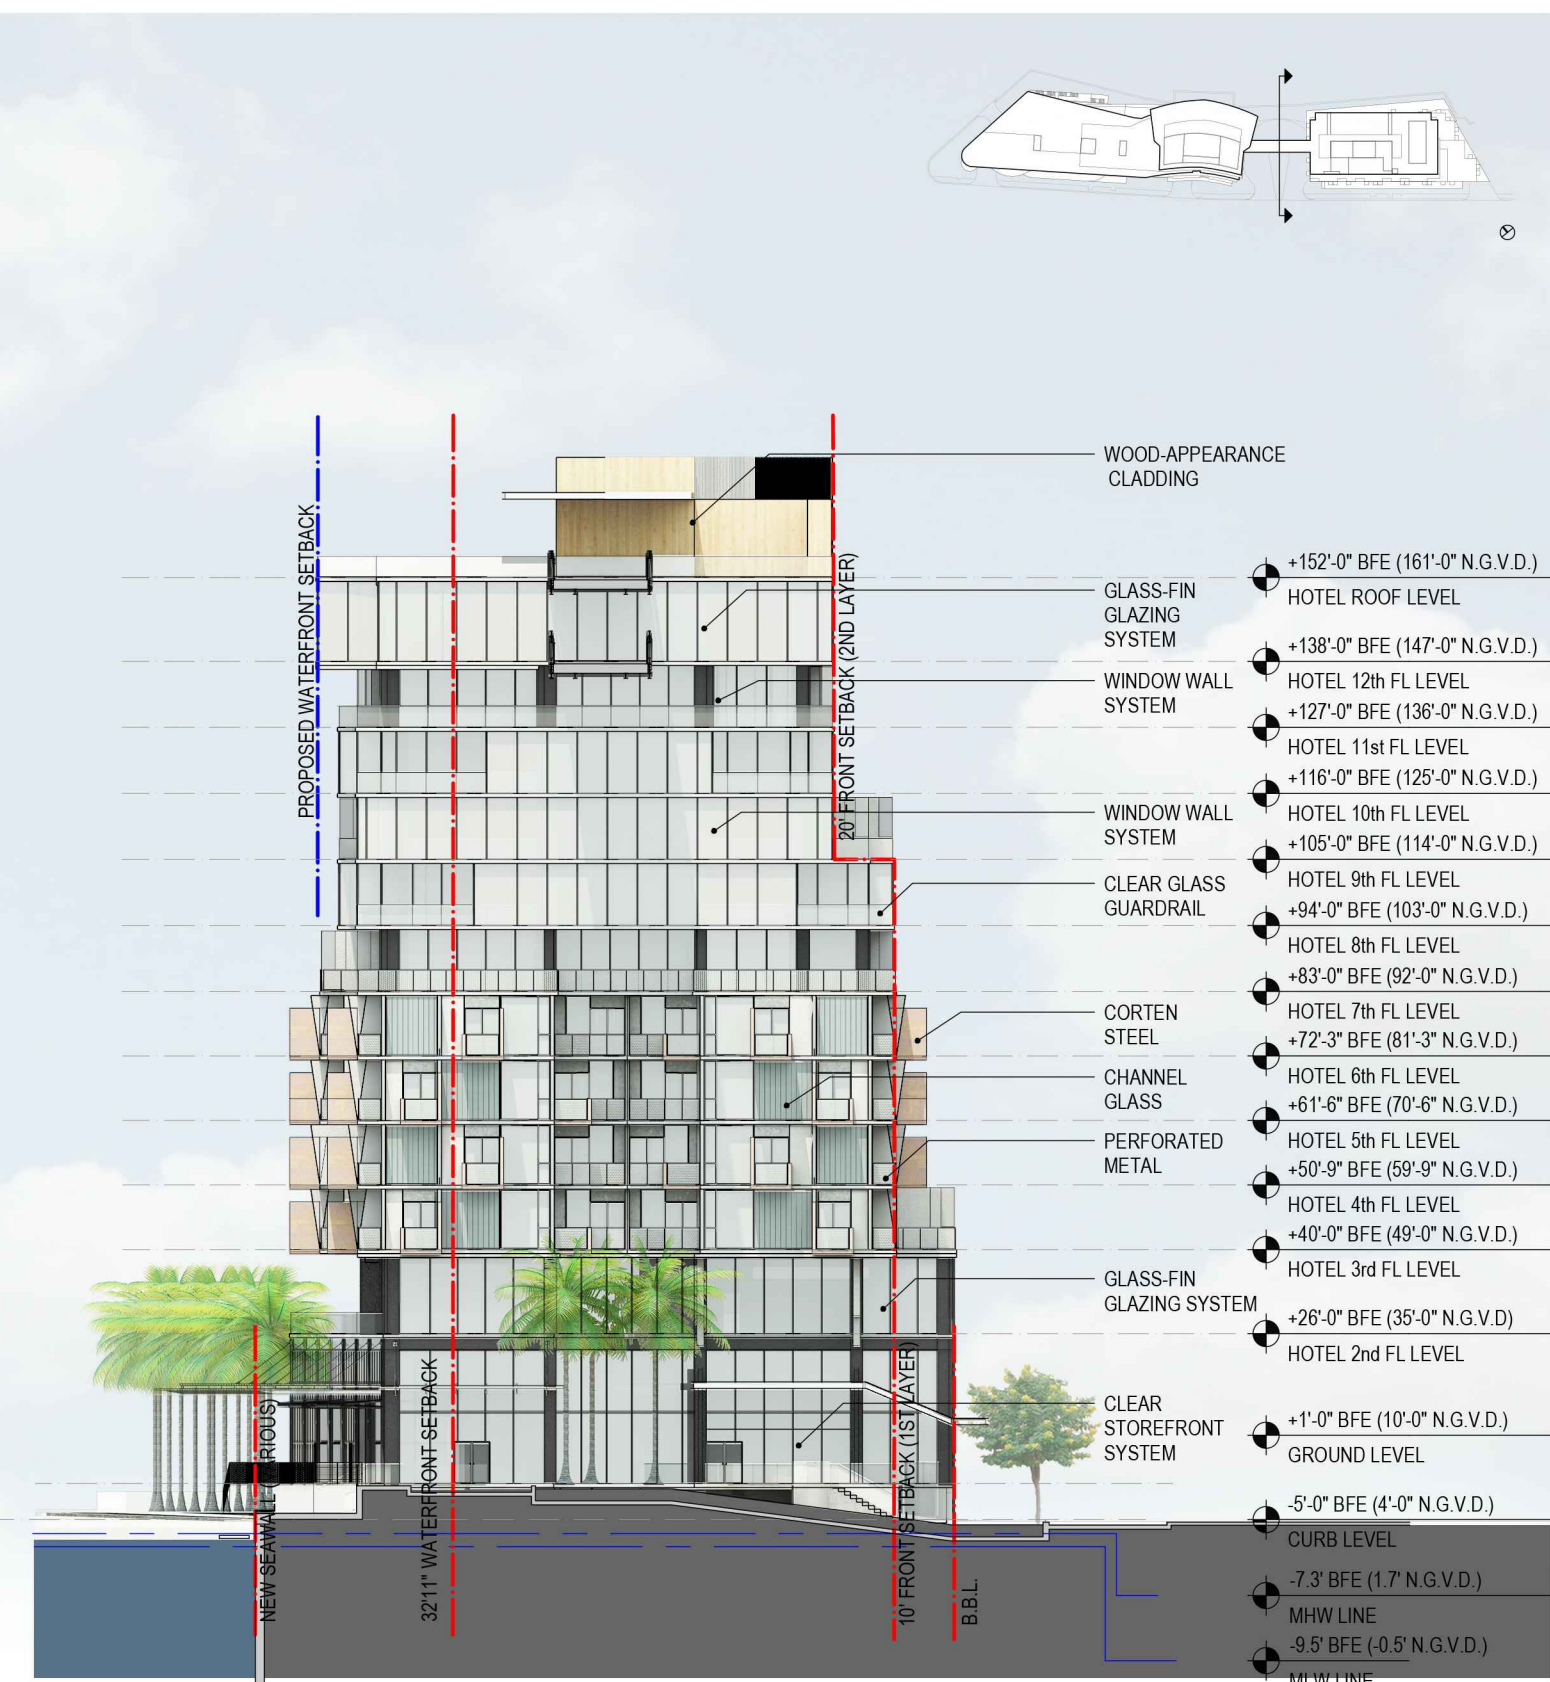 WOOD-APPEARANCE
CLADDING
GLASS-FIN
GLAZING
SYSTEM
WINDOW WALL
SYSTEM
WINDOW WALL
SYSTEM
CLEAR GLASS
GUARDRAIL
CORTEN
STEEL
CHANNEL
GLASS
PERFORATED
METAL
GLASS-FIN
GLAZING SYSTEM
CLEAR
STOREFRONT
SYSTEM
+152'-0" BFE (161'-0" N.G.V.D.)
HOTEL ROOF LEVEL
+138'-0" BFE (147'-0" N.G.V.D.)
HOTEL 12th FL LEVEL
+127'-0" BFE (136'-0" N.G.V.D.)
HOTEL 11st FL LEVEL
+116'-0" BFE (125'-0" N.G.V.D.)
HOTEL 10th FL LEVEL
+105'-0" BFE (114'-0" N.G.V.D.)
HOTEL 9th FL LEVEL
+94'-0" BFE (103'-0" N.G.V.D.)
HOTEL 8th FL LEVEL
+83'-0" BFE (92'-0" N.G.V.D.)
HOTEL 7th FL LEVEL
+72'-3" BFE (81'-3" N.G.V.D.)
HOTEL 6th FL LEVEL
+61'-6" BFE (70'-6" N.G.V.D.)
HOTEL 5th FL LEVEL
+50'-9" BFE (59'-9" N.G.V.D.)
HOTEL 4th FL LEVEL
+40'-0" BFE (49'-0" N.G.V.D.)
HOTEL 3rd FL LEVEL
+26'-0" BFE (35'-0" N.G.V.D)
HOTEL 2nd FL LEVEL
+1'-0" BFE (10'-0" N.G.V.D.)
GROUND LEVEL
-5'-0" BFE (4'-0" N.G.V.D.)
CURB LEVEL
-7.3' BFE (1.7' N.G.V.D.)
MHW LINE
-9.5' BFE (-0.5' N.G.V.D.)
MLW LINE
PROPOSED WATERFRONT SETBACK
20' FRONT SETBACK (2ND LAYER)
NEW SEAWALL (VARIOUS)
32'11" WATERFRONT SETBACK
10' FRONT SETBACK (1ST LAYER)
B.B.L.